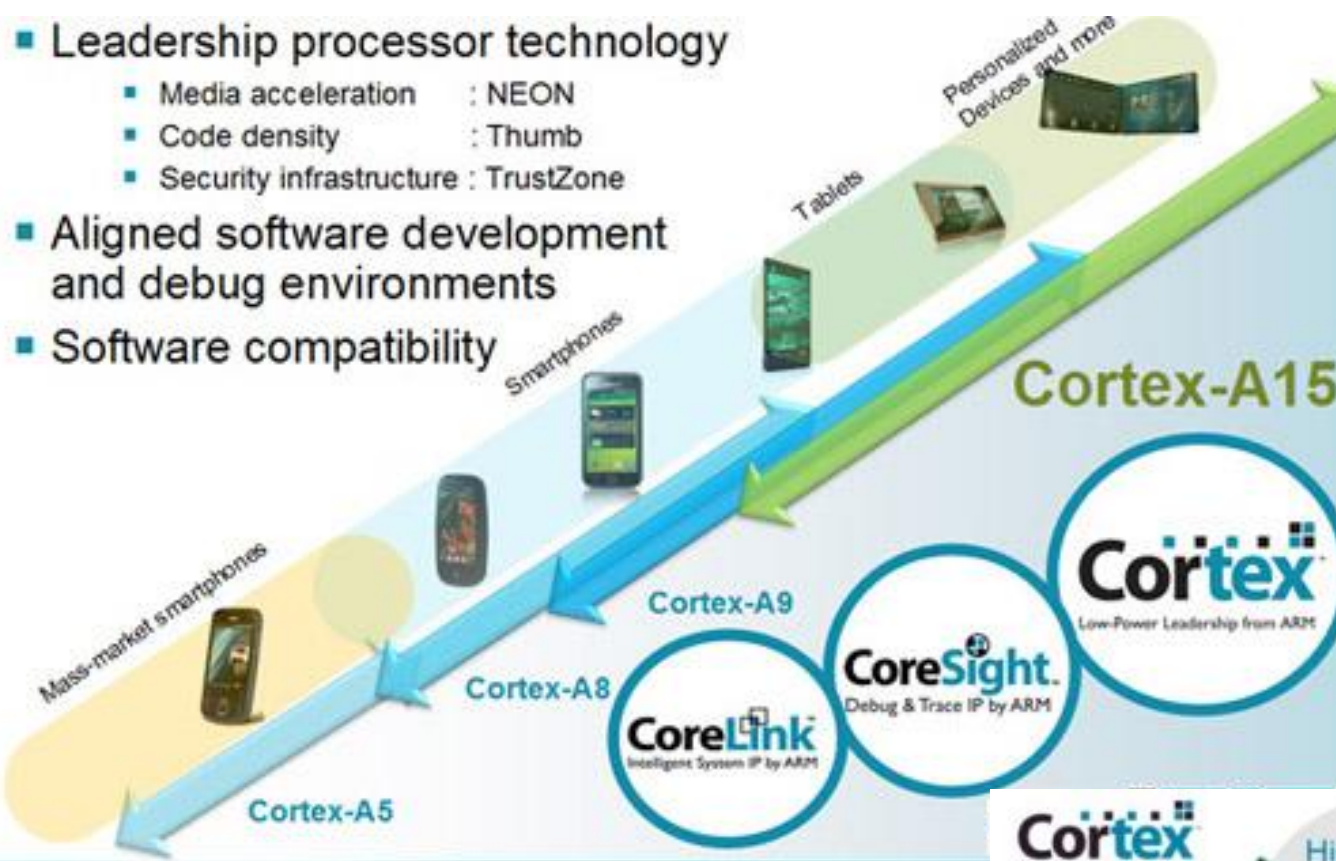 Leadership processor technology
Media acceleration : NEON
Code density : Thumb
Security infrastructure : TrustZone
Aligned software development
and debug environments
Software compatibility
Personalized
Devices and more
Tablets
Smartphones
Mass-market smartphones
Cortex-A15
Cortex-A9
Cortex-A8
Cortex-A5
Cortex
Low-Power Leadership from ARM
CoreSight
Debug & Trace IP by ARM
CoreLink
Intelligent System IP by ARM
Cortex
Hi